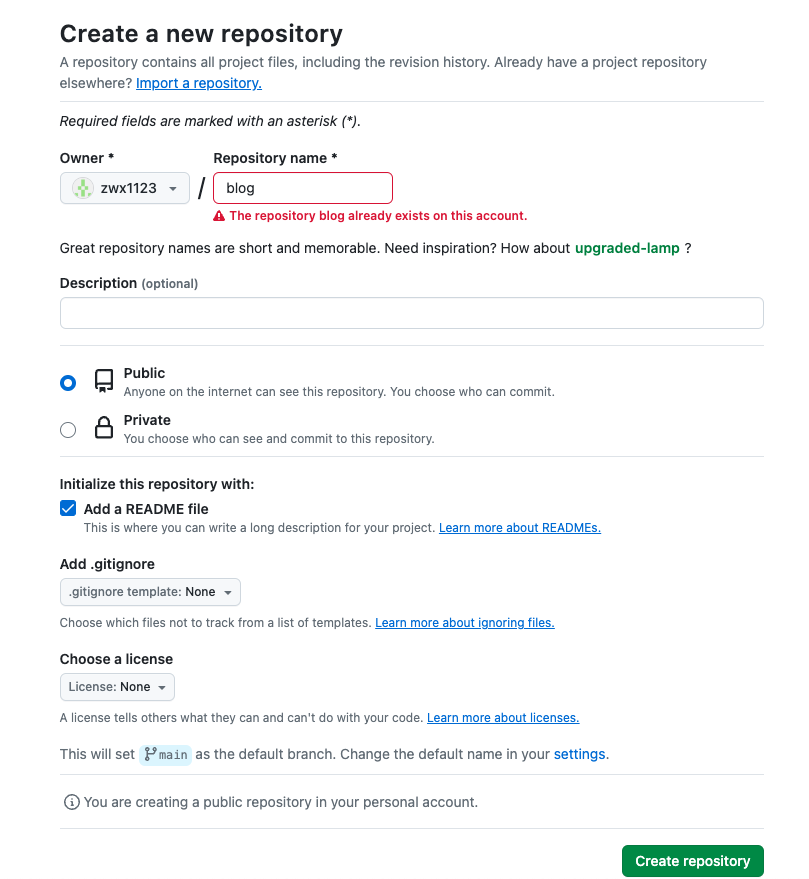 Create a new repository
A repository contains all project files, including the revision history. Already have a project repository
elsewhere? Import a repository.
Required fields are marked with an asterisk (*).
Owner * Repository name *
zwx1123 / blog
The repository blog already exists on this account.
Great repository names are short and memorable. Need inspiration? How about upgraded-lamp ?
Description (optional)
Public
Anyone on the internet can see this repository. You choose who can commit.
Private
You choose who can see and commit to this repository.
Initialize this repository with:
Add a README file
This is where you can write a long description for your project. Learn more about READMEs.
Add .gitignore
.gitignore template: None
Choose which files not to track from a list of templates. Learn more about ignoring files.
Choose a license
License: None
A license tells others what they can and can't do with your code. Learn more about licenses.
This will set main as the default branch. Change the default name in your settings.
You are creating a public repository in your personal account.
Create repository